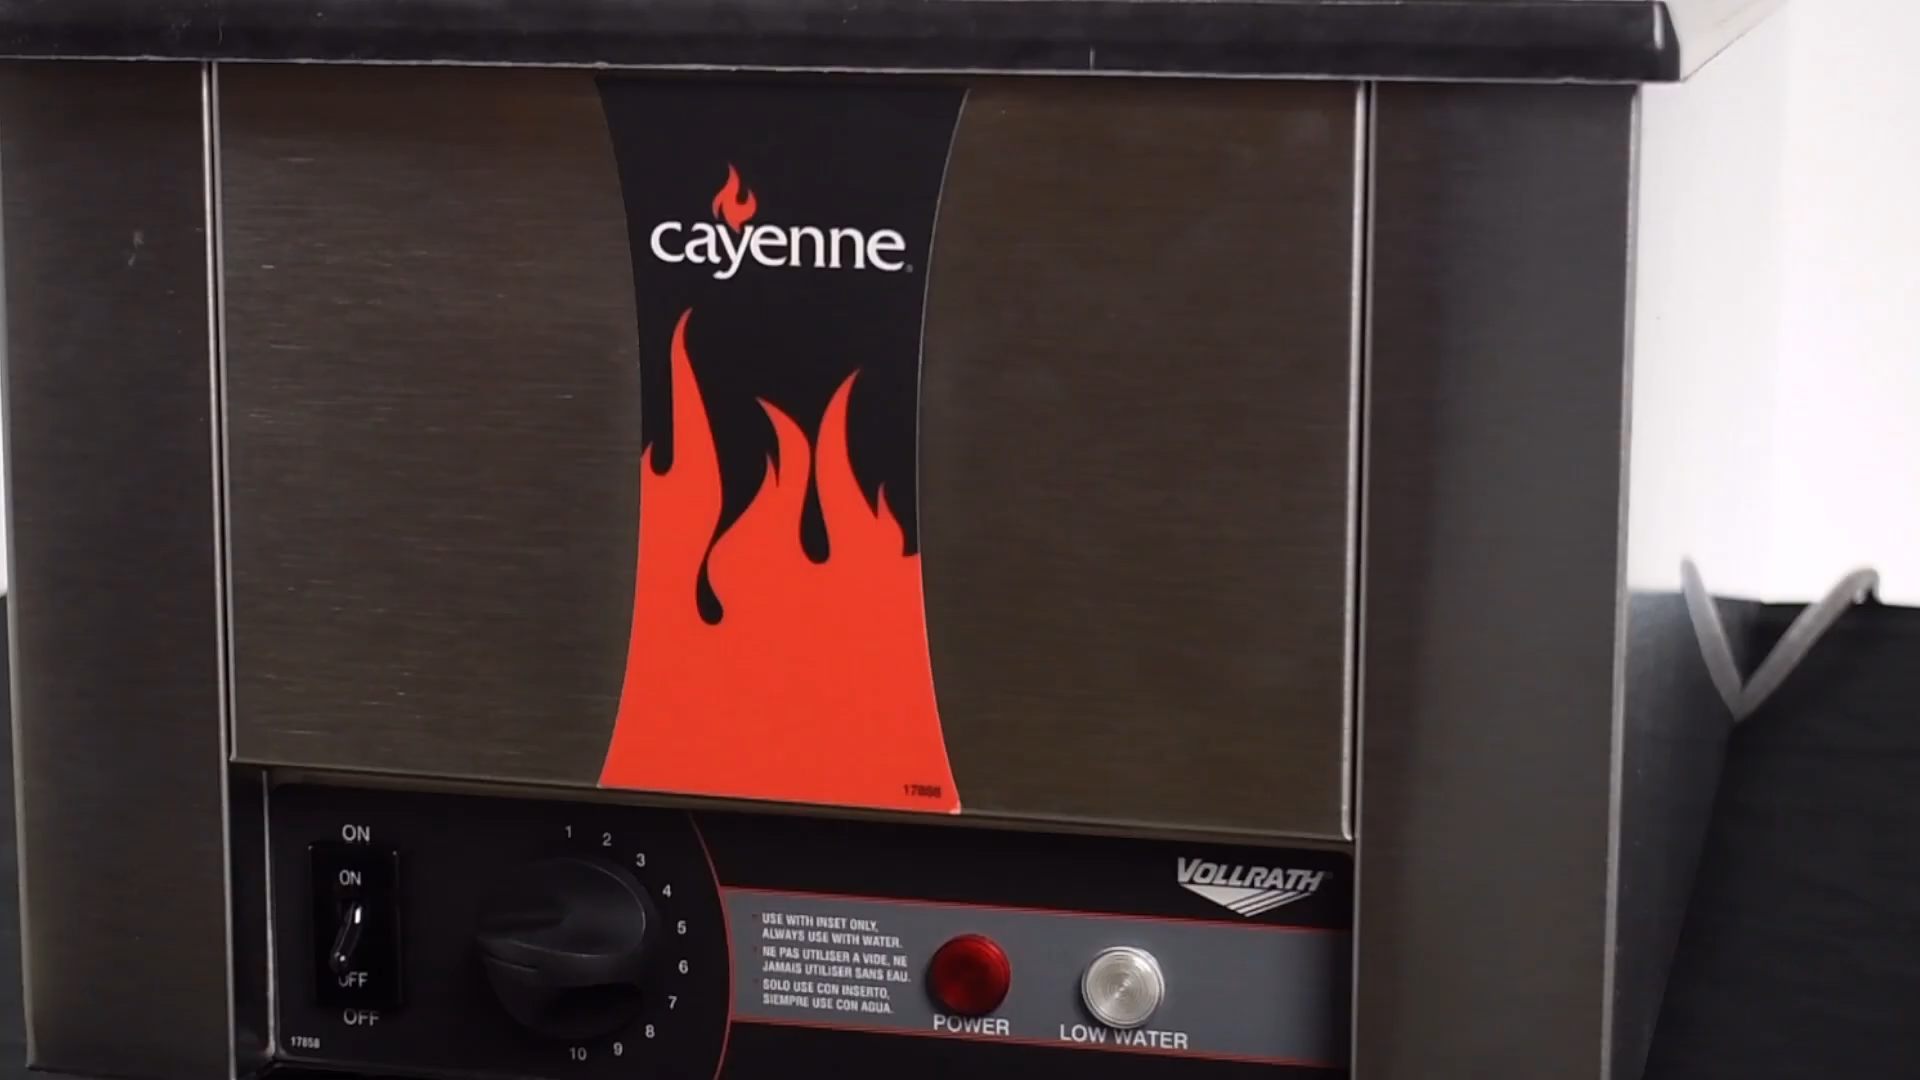 cayenne®
17868
ON
ON
OFF
OFF
17858
1
2
3
4
5
6
7
8
9
10
VOLLRATH
USE WITH INSET ONLY,
ALWAYS USE WITH WATER.
NE PAS UTILISER A VIDE, NE
JAMAIS UTILISER SANS EAU.
SOLO USE CON INSERTO,
SIEMPRE USE CON AGUA.
POWER
LOW WATER